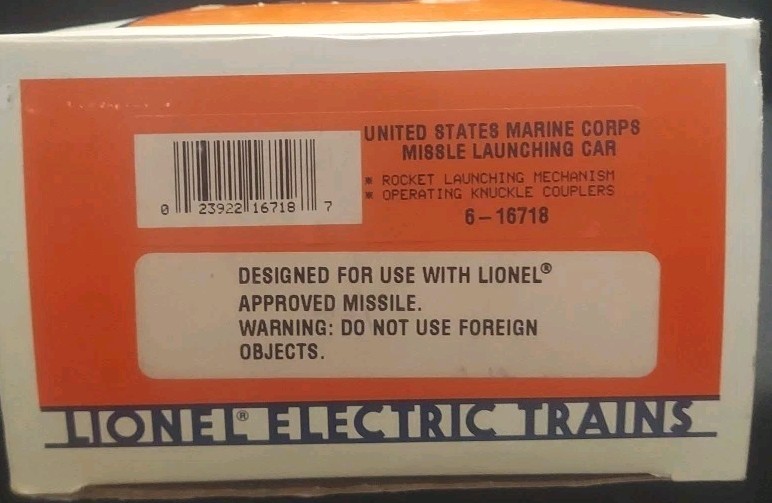 UNITED STATES MARINE CORPS
MISSLE LAUNCHING CAR
* ROCKET LAUNCHING MECHANISM
* OPERATING KNUCKLE COUPLERS
6-16718
0 23922 16718 7
DESIGNED FOR USE WITH LIONEL®
APPROVED MISSILE.
WARNING: DO NOT USE FOREIGN
OBJECTS.
LIONEL® ELECTRIC TRAINS